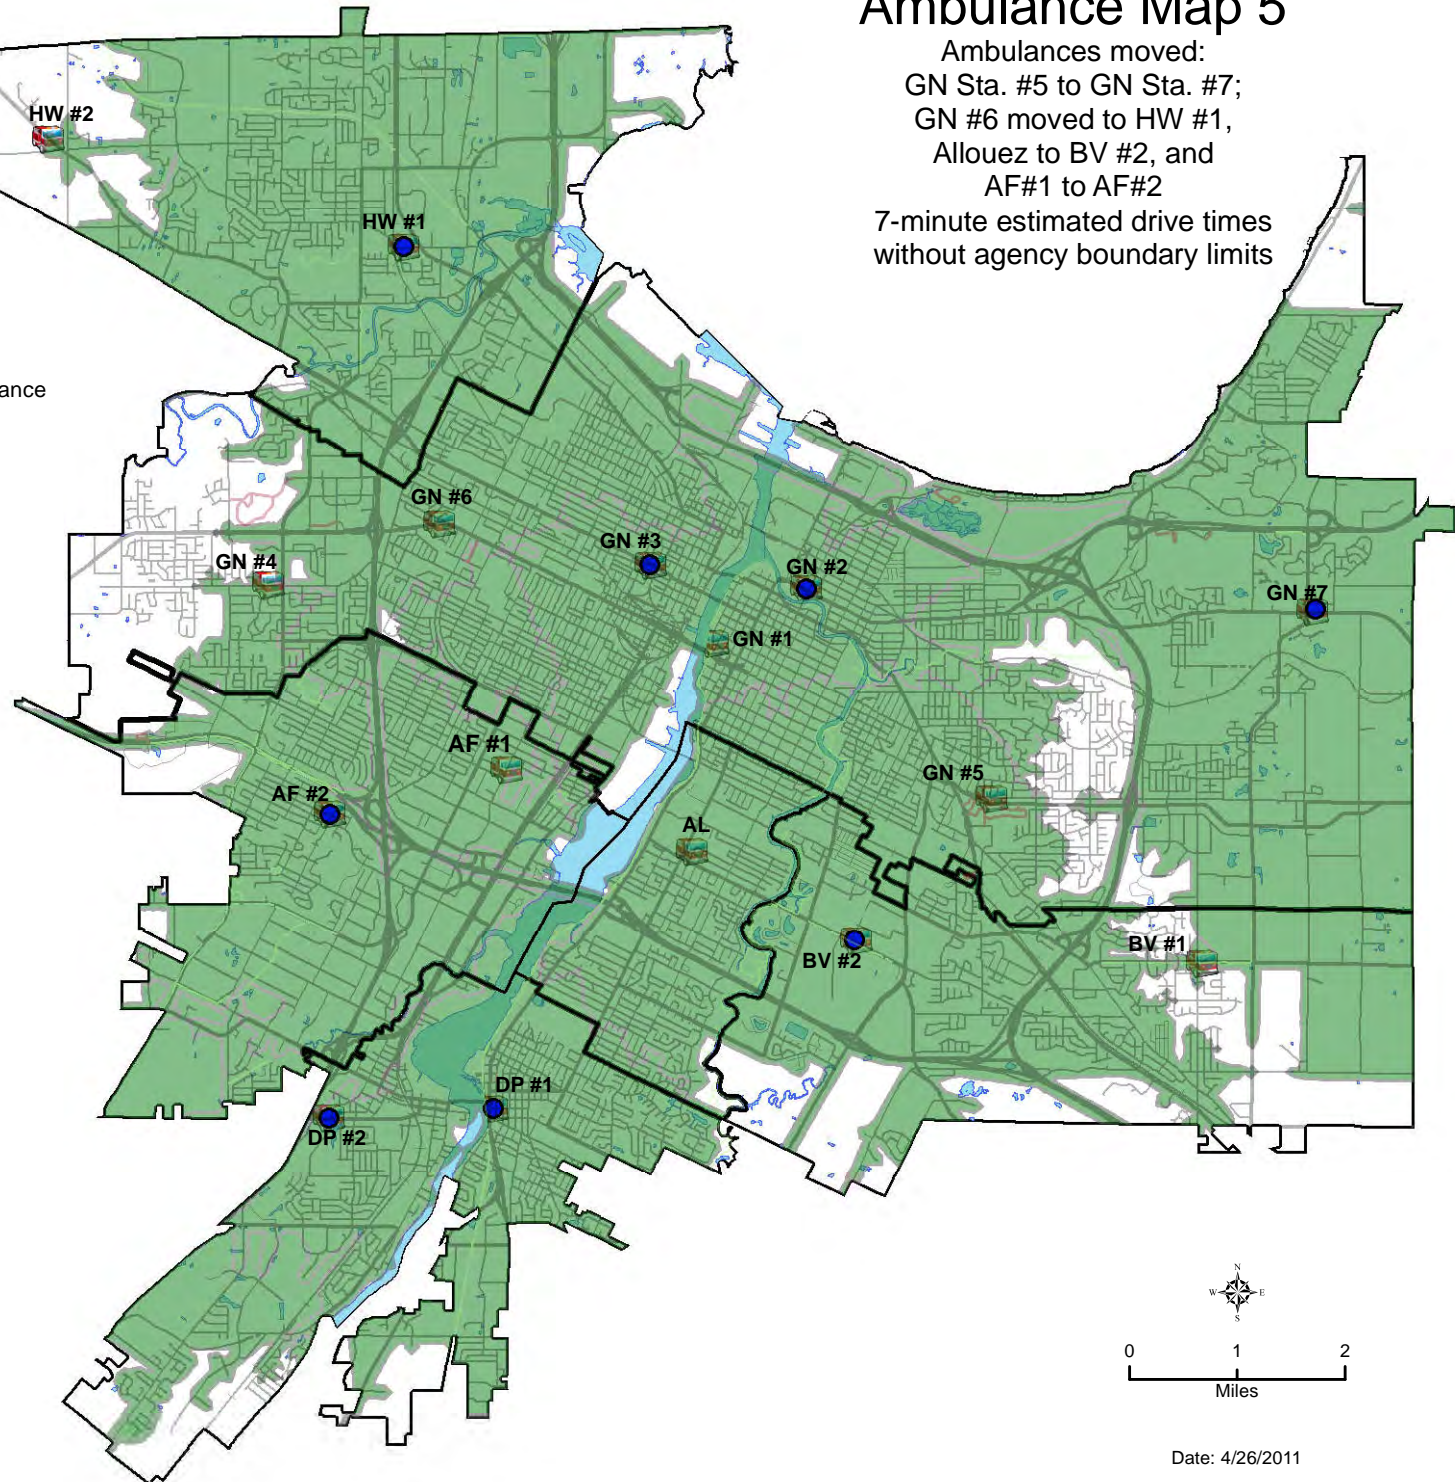 Ambulance Map 5
Ambulances moved:
GN Sta. #5 to GN Sta. #7;
GN #6 moved to HW #1,
Allouez to BV #2, and
AF#1 to AF#2
7-minute estimated drive times
without agency boundary limits
HW #2
HW #1
ance
GN #6
GN #3
GN #4
GN #2
GN #7
GN #1
AF #1
GN #5
AF #2
AL
BV #1
BV #2
DP #1
DP #2
N
W E
S
0 1 2
Miles
Date: 4/26/2011